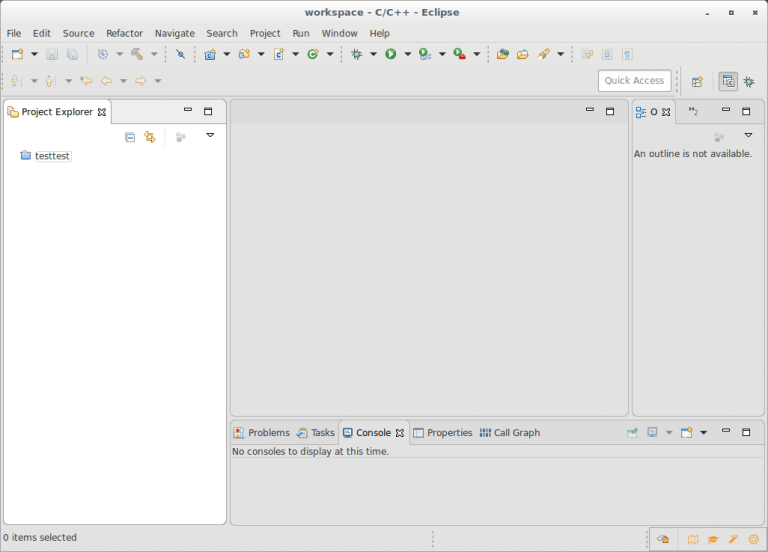 workspace - C/C++ - Eclipse
File Edit Source Refactor Navigate Search Project Run Window Help
Quick Access
Project Explorer
O
»2
testtest
An outline is not available.
Problems Tasks Console Properties Call Graph
No consoles to display at this time.
0 items selected